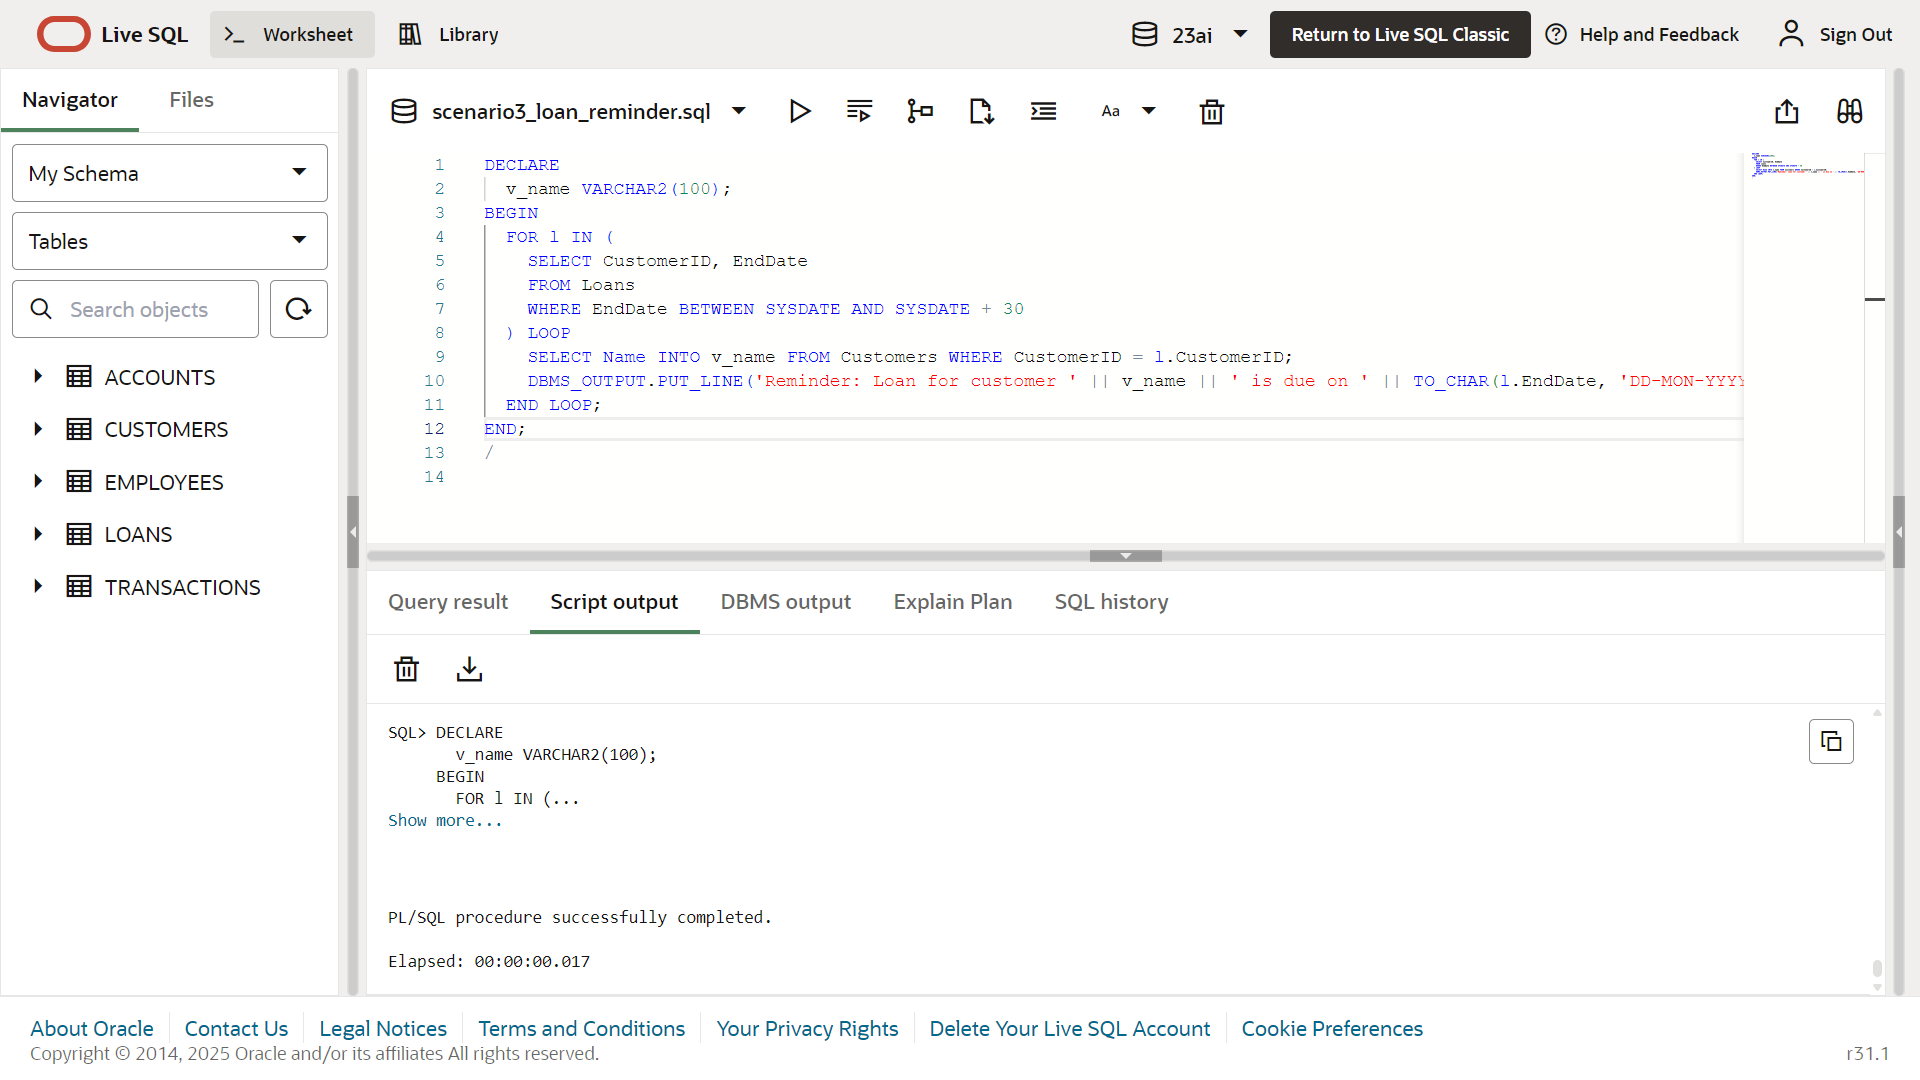 Live SQL
Worksheet
Library
23ai
Return to Live SQL Classic
Help and Feedback
Sign Out
Navigator
Files
My Schema
Tables
Search objects
ACCOUNTS
CUSTOMERS
EMPLOYEES
LOANS
TRANSACTIONS
scenario3_loan_reminder.sql
Aa
1 DECLARE
2 v_name VARCHAR2(100);
3 BEGIN
4 FOR l IN (
5 SELECT CustomerID, EndDate
6 FROM Loans
7 WHERE EndDate BETWEEN SYSDATE AND SYSDATE + 30
8 ) LOOP
9 SELECT Name INTO v_name FROM Customers WHERE CustomerID = l.CustomerID;
10 DBMS_OUTPUT.PUT_LINE('Reminder: Loan for customer ' || v_name || ' is due on ' || TO_CHAR(l.EndDate, 'DD-MON-YYYY
11 END LOOP;
12 END;
13 /
14
Query result
Script output
DBMS output
Explain Plan
SQL history
SQL> DECLARE
v_name VARCHAR2(100);
BEGIN
FOR l IN (...
Show more...
PL/SQL procedure successfully completed.
Elapsed: 00:00:00.017
About Oracle
Contact Us
Legal Notices
Terms and Conditions
Your Privacy Rights
Delete Your Live SQL Account
Cookie Preferences
Copyright © 2014, 2025 Oracle and/or its affiliates All rights reserved.
r31.1